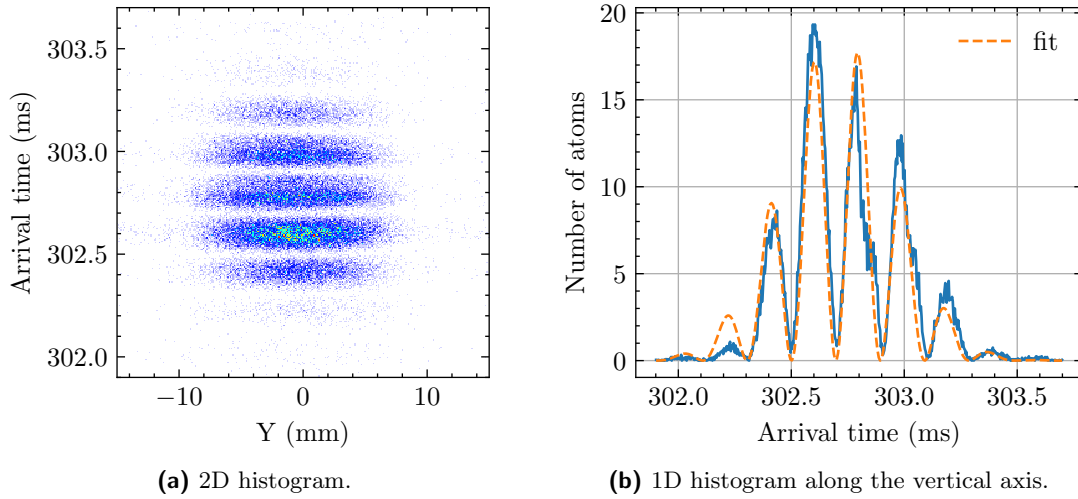 303.5
303.0
302.5
302.0
Arrival time (ms)
−10
0
10
Y (mm)
(a) 2D histogram.
20
15
10
5
0
Number of atoms
fit
302.0
302.5
303.0
303.5
Arrival time (ms)
(b) 1D histogram along the vertical axis.